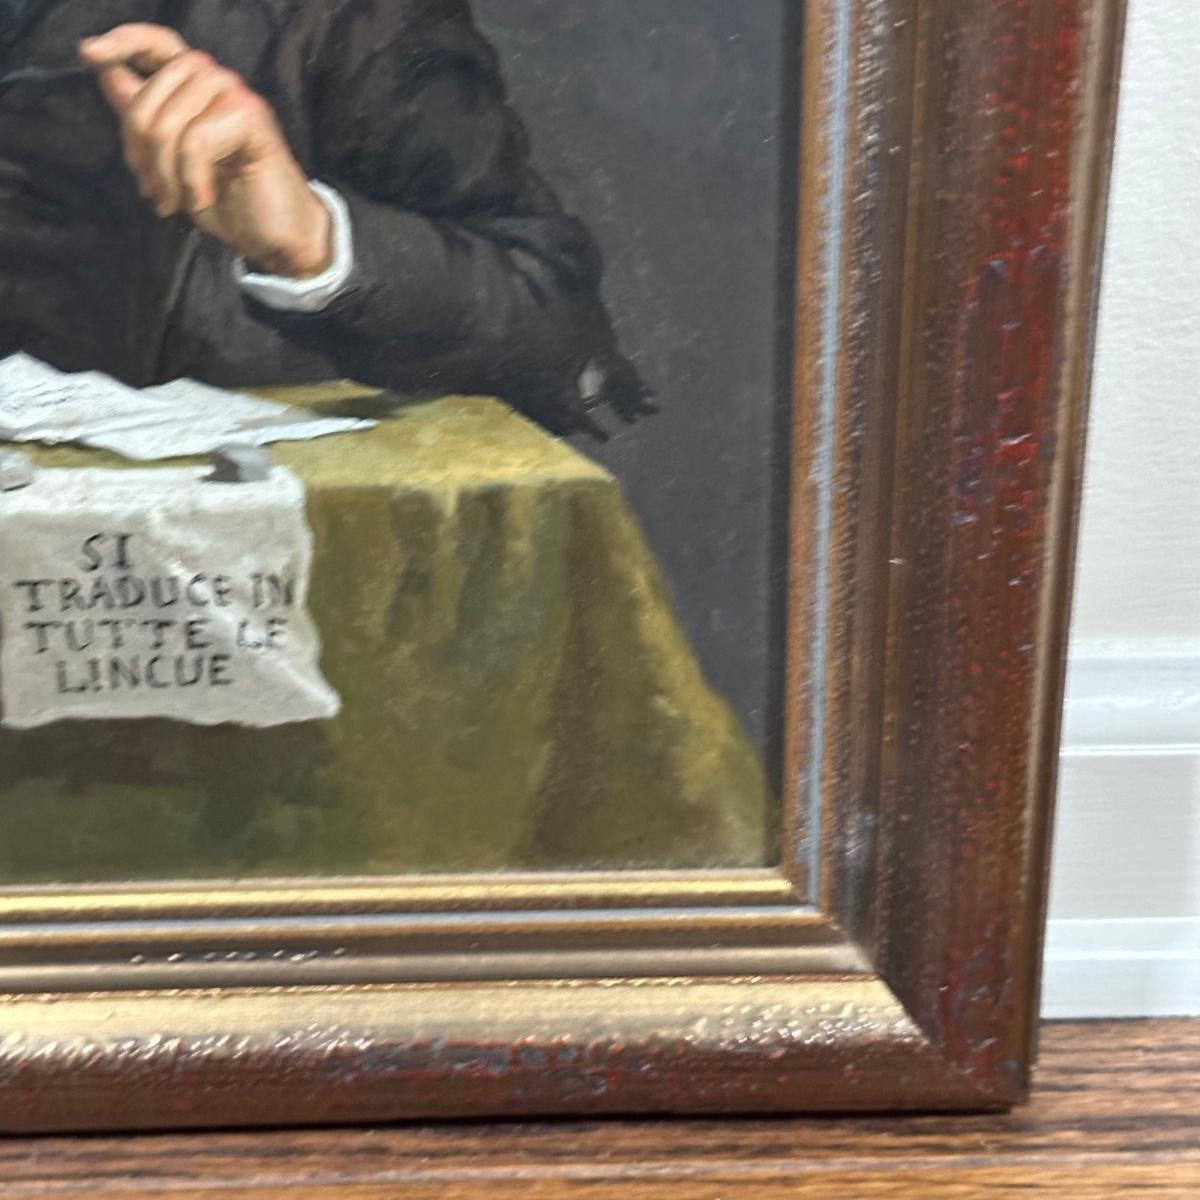 SI
TRADUCE IN
TUTTE LE
LINCUE